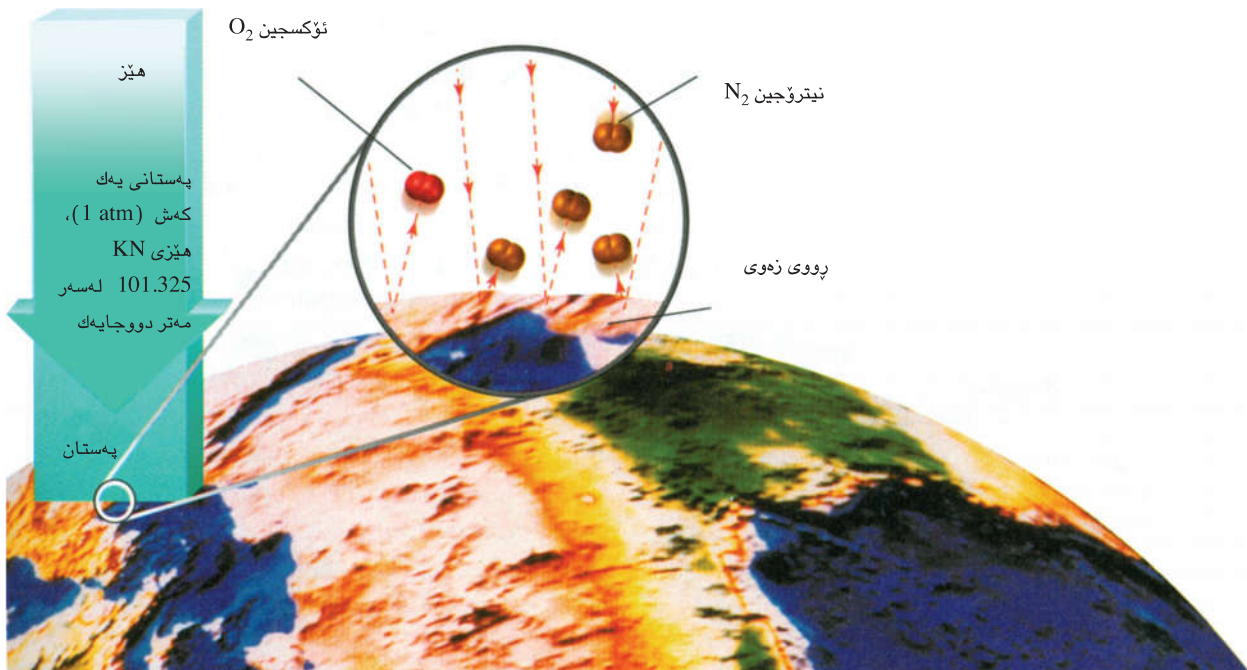 ئۆکسجین O₂
نیترۆجین N₂
هێز
پەستانی یەك
کەش (1 atm)،
هێزی KN
101.325 لەسەر
مەتر دووجایەك
پەستان
ڕووی زەوی